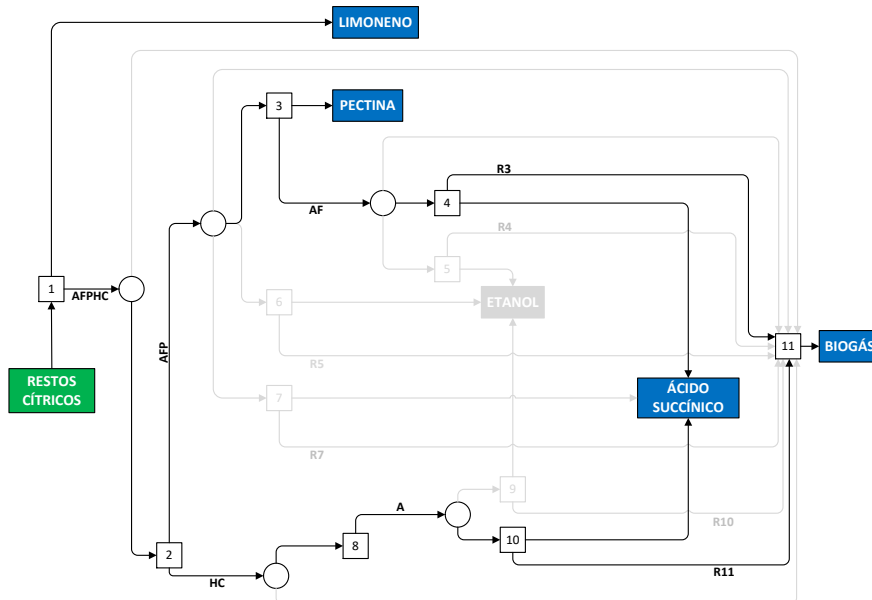 LIMONENO
3
PECTINA
R3
AF
4
R4
5
1
AFPHC
6
ETANOL
AFP
11
BIOGÁS
R5
RESTOS
CÍTRICOS
7
ÁCIDO
SUCCÍNICO
R7
9
A
R10
8
10
2
HC
R11